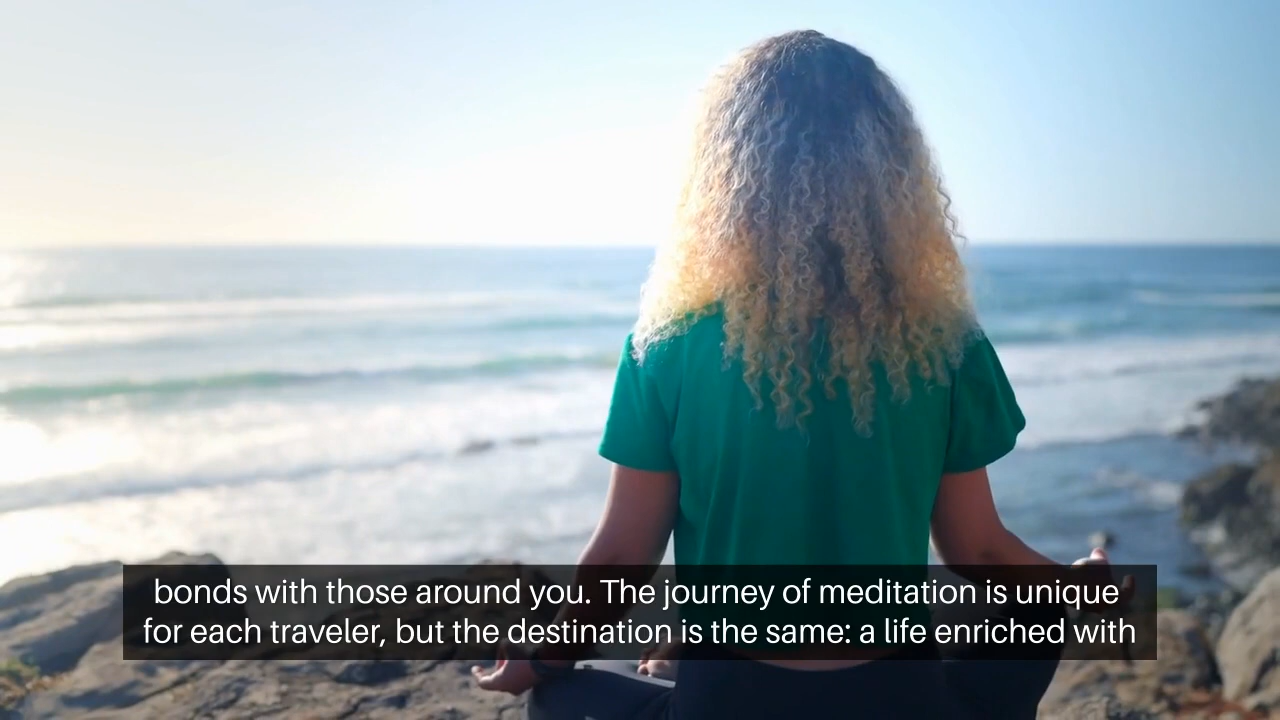 bonds with those around you. The journey of meditation is unique
for each traveler, but the destination is the same: a life enriched with